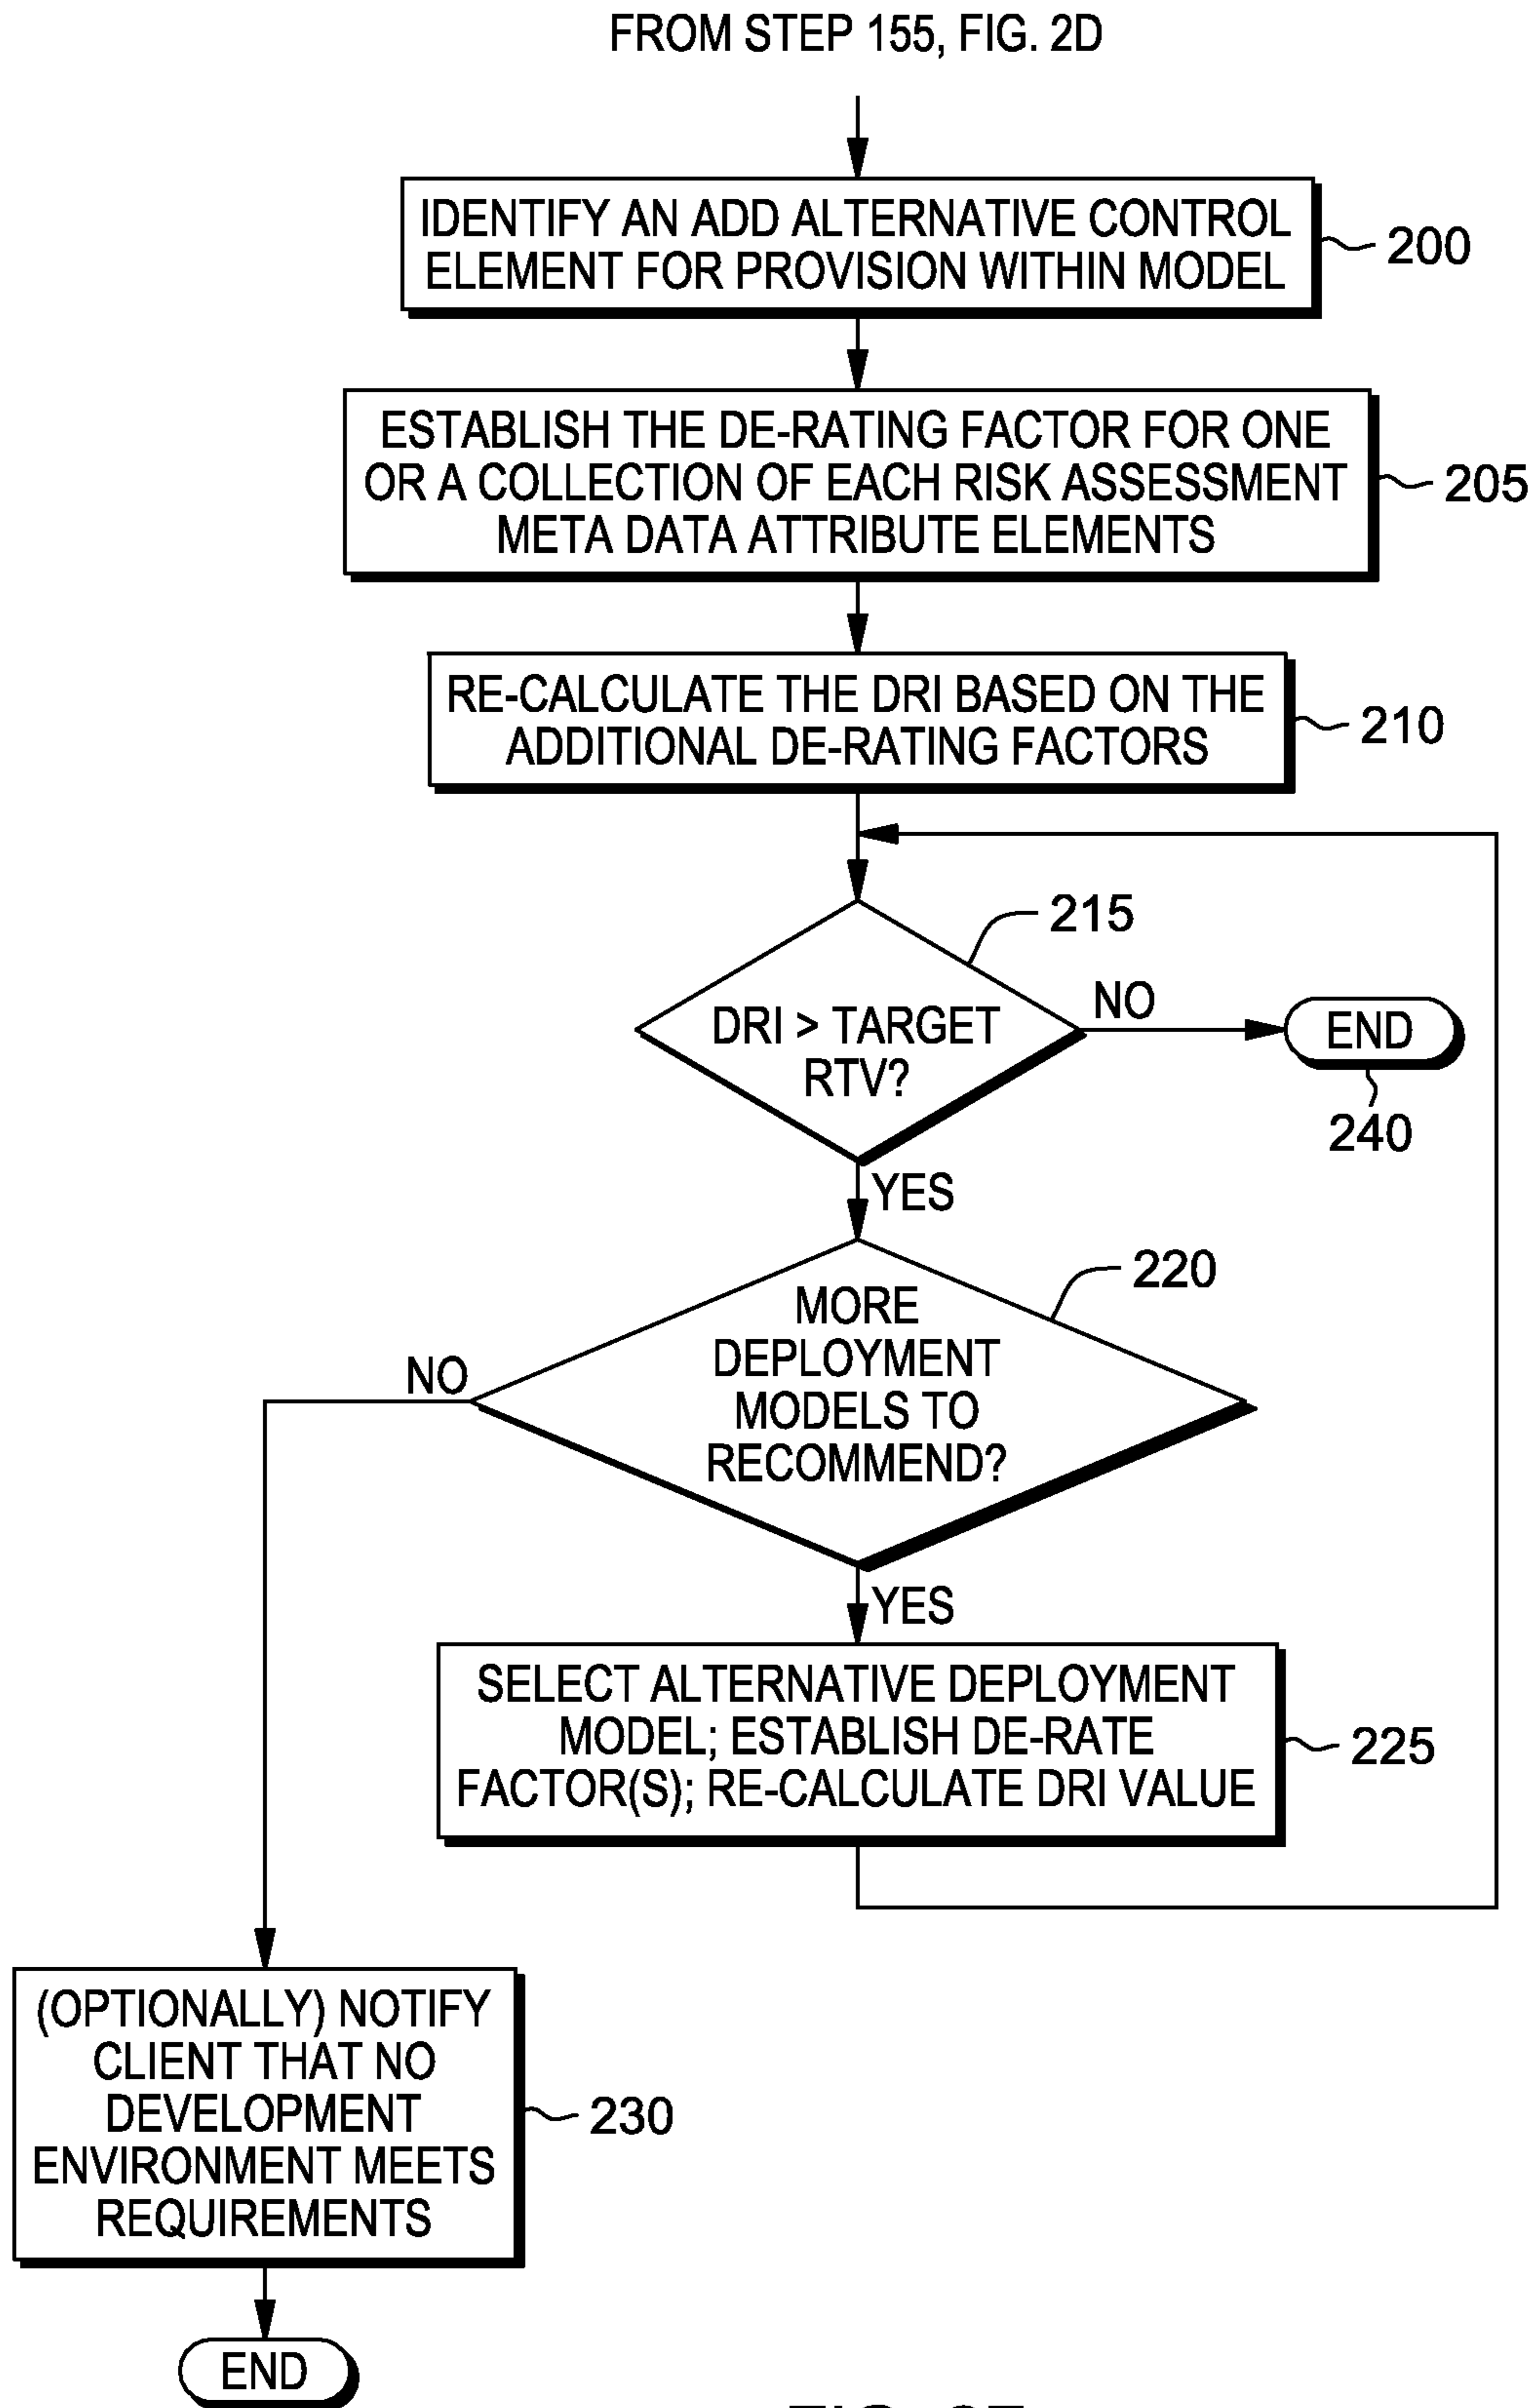 FROM STEP 155, FIG. 2D
IDENTIFY AN ADD ALTERNATIVE CONTROL
ELEMENT FOR PROVISION WITHIN MODEL
200
ESTABLISH THE DE-RATING FACTOR FOR ONE
OR A COLLECTION OF EACH RISK ASSESSMENT
META DATA ATTRIBUTE ELEMENTS
205
RE-CALCULATE THE DRI BASED ON THE
ADDITIONAL DE-RATING FACTORS
210
215
DRI > TARGET
RTV?
NO
END
240
YES
220
MORE
DEPLOYMENT
MODELS TO
RECOMMEND?
NO
YES
SELECT ALTERNATIVE DEPLOYMENT
MODEL; ESTABLISH DE-RATE
FACTOR(S); RE-CALCULATE DRI VALUE
225
(OPTIONALLY) NOTIFY
CLIENT THAT NO
DEVELOPMENT
ENVIRONMENT MEETS
REQUIREMENTS
230
END